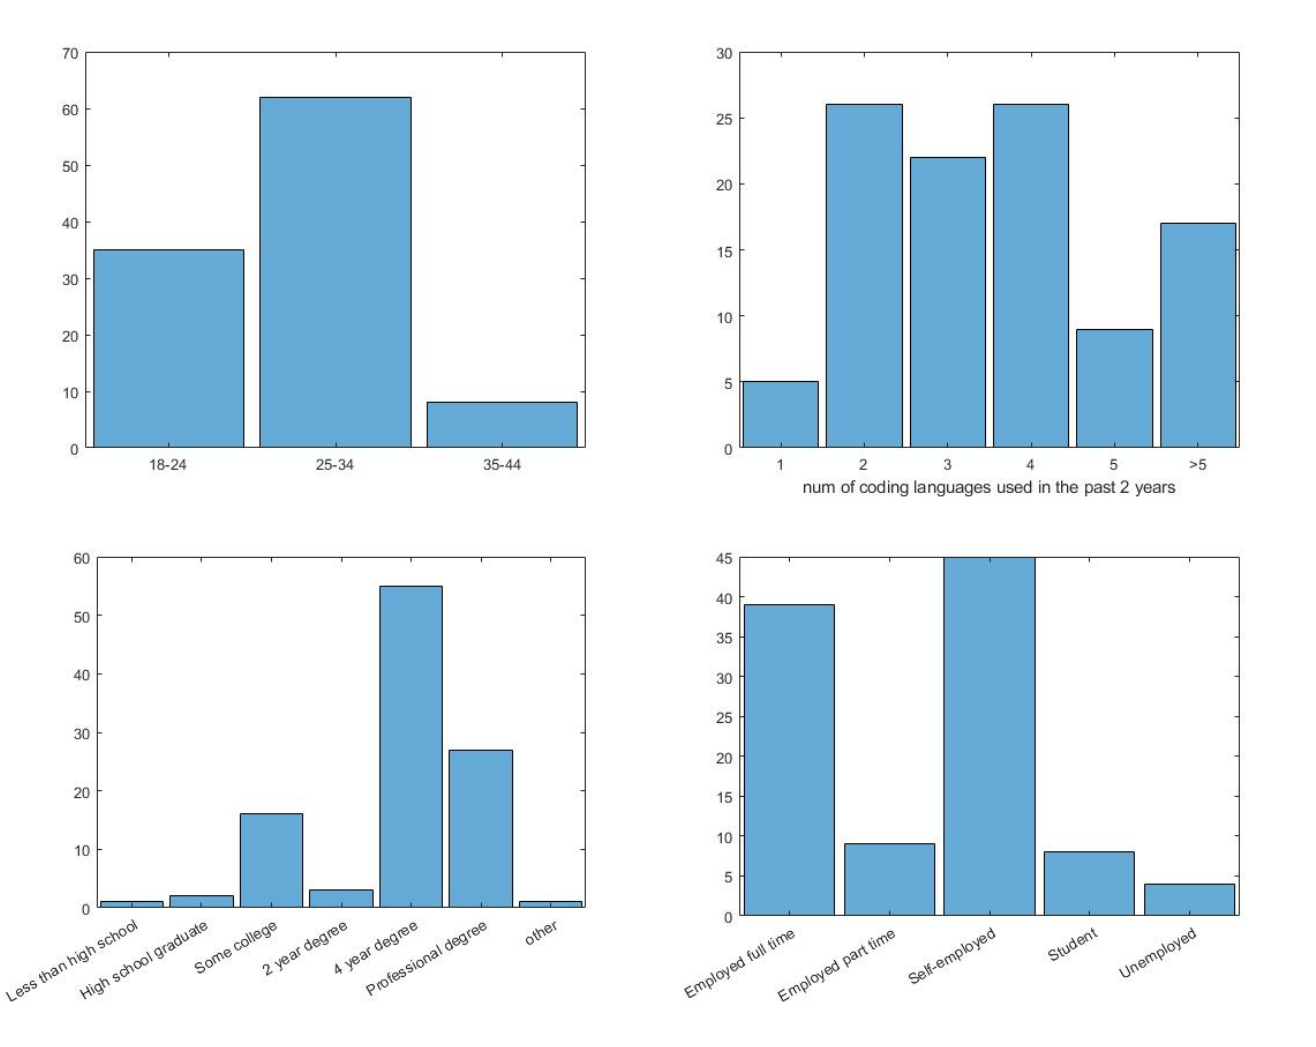 70
60
50
40
30
20
10
0
18-24 25-34 35-44
30
25
20
15
10
5
0
1 2 3 4 5 >5
num of coding languages used in the past 2 years
60
50
40
30
20
10
0
Less than high school
High school graduate
Some college
2 year degree
4 year degree
Professional degree
other
45
40
35
30
25
20
15
10
5
0
Employed full time
Employed part time
Self-employed
Student
Unemployed